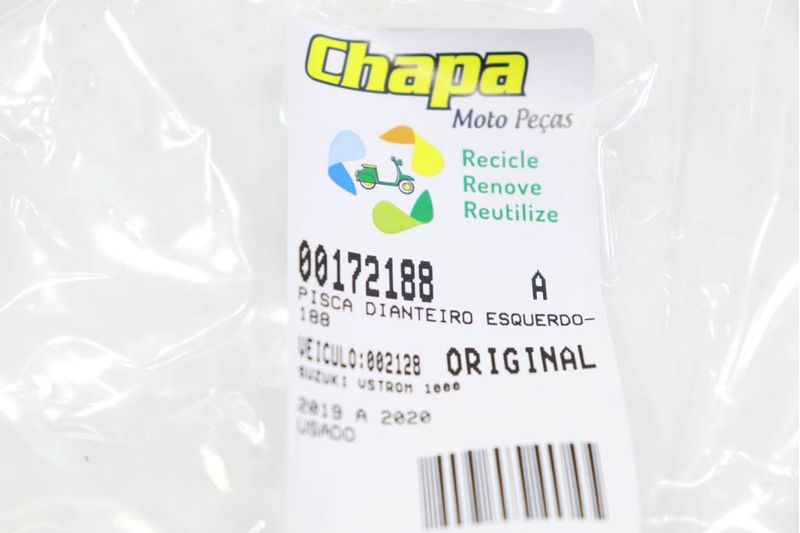 Chapa
Moto Peças
Recicle
Renove
Reutilize
00172188 A
PISCA DIANTEIRO ESQUERDO-
188
VEICULO:002128 ORIGINAL
SUZUKI VSTROM 1000
2019 A 2020
USADO